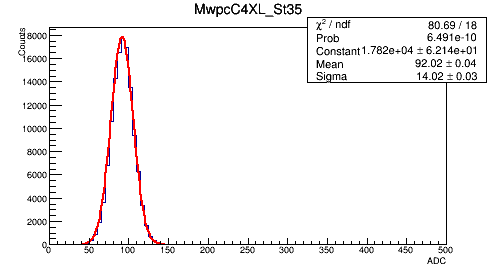 MwpcC4XL_St35
χ² / ndf 80.69 / 18
Prob 6.491e-10
Constant 1.782e+04 ± 6.214e+01
Mean 92.02 ± 0.04
Sigma 14.02 ± 0.03
Counts
18000
16000
14000
12000
10000
8000
6000
4000
2000
0
0 50 100 150 200 250 300 350 400 450 500
ADC